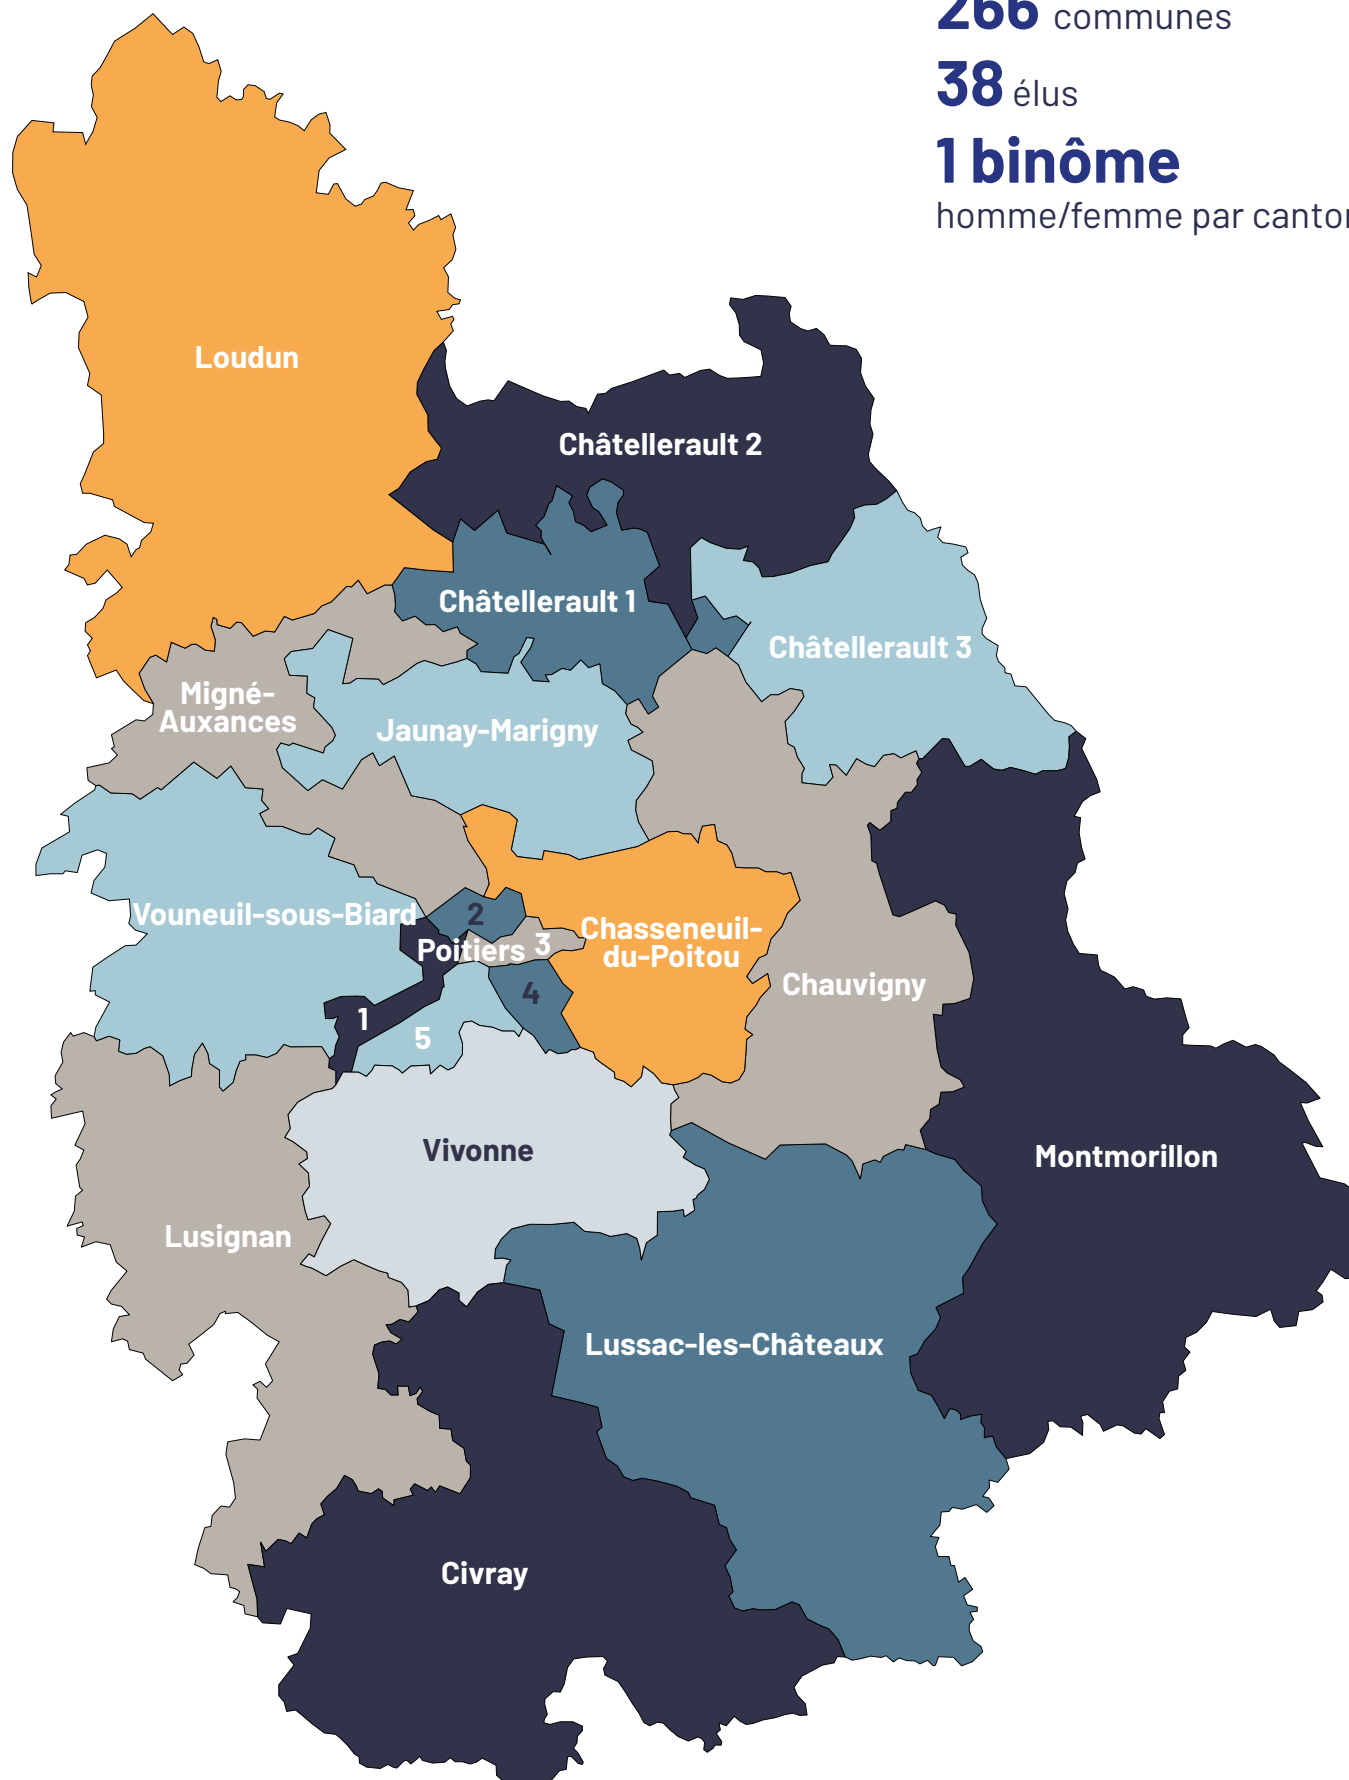 266 communes
38 élus
1 binôme
homme/femme par canton
Loudun
Châtellerault 2
Châtellerault 1
Châtellerault 3
Migné-
Auxances
Jaunay-Marigny
Vouneuil-sous-Biard
2
Poitiers 3
Chasseneuil-
du-Poitou
Chauvigny
4
1
5
Vivonne
Montmorillon
Lusignan
Lussac-les-Châteaux
Civray